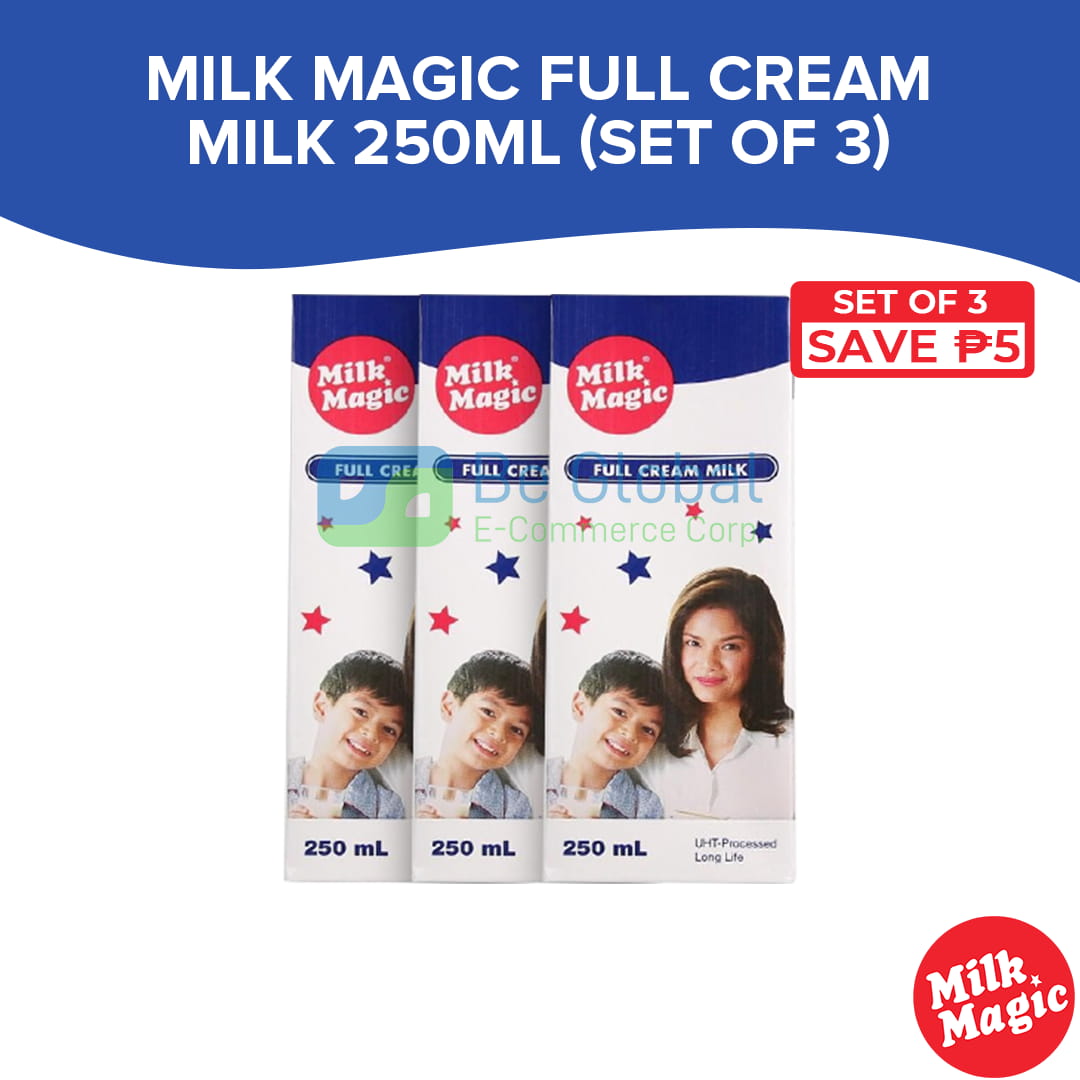 MILK MAGIC FULL CREAM
MILK 250ML (SET OF 3)
SET OF 3
SAVE ₱5
Milk
Magic
Milk®
Magic
Milk®
Magic
FULL CREA
FULL CREA
FULL CREAM MILK
Be Global
E-Commerce Corp
250 mL
250 mL
250 mL
UHT-Processed
Long Life
Milk
Magic